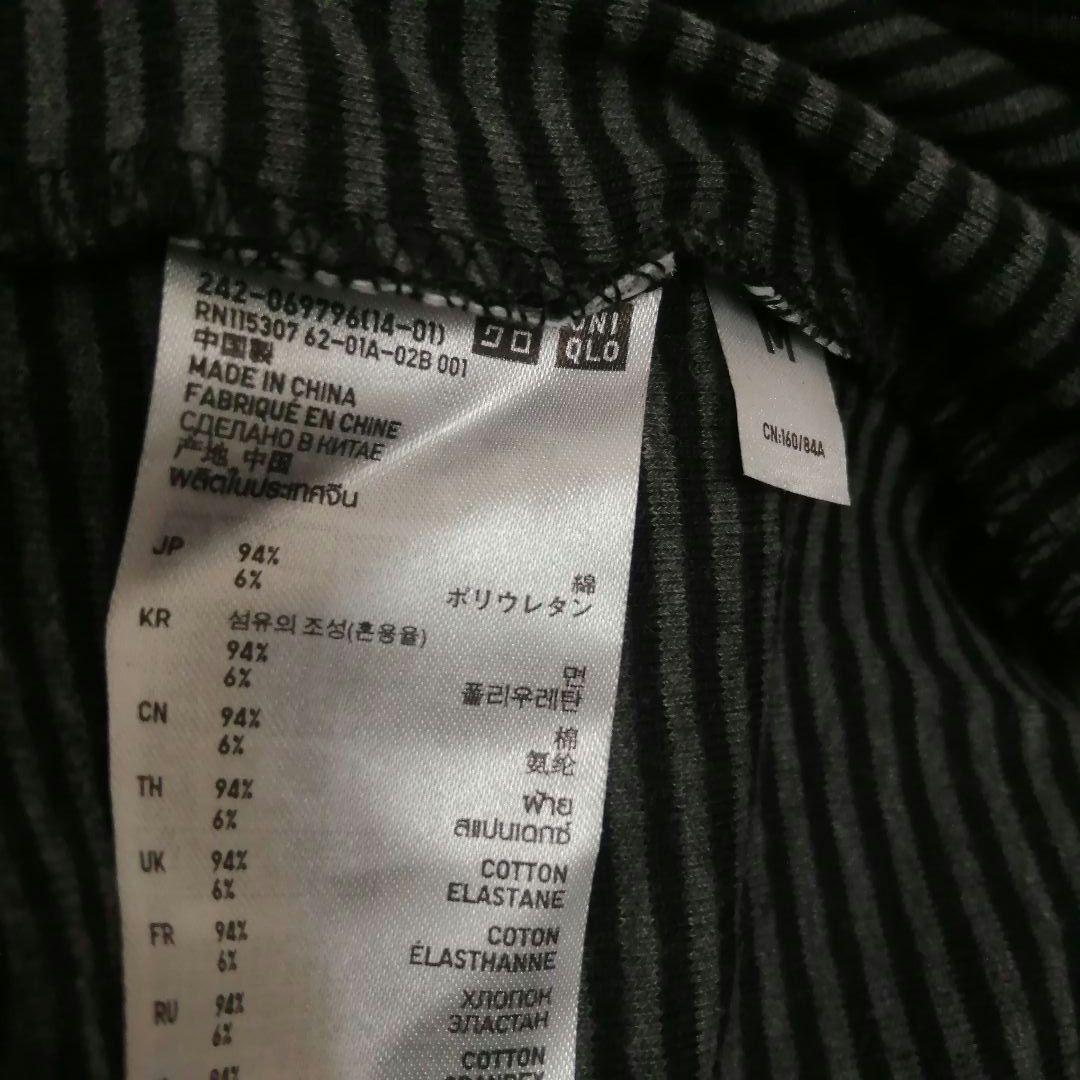 242-069796(14-01)
RN115307 62-01A-02B 001
UNI
QLO
中国製
MADE IN CHINA
FABRIQUÉ EN CHINE
СДЕЛАНО В КИТАЕ
产地 中国
ผลิตในประเทศจีน
M
CN:160/84A
JP 94% 綿
6% ポリウレタン
KR 섬유의 조성(혼용율)
94% 면
6% 폴리우레탄
CN 94% 棉
6% 氨纶
TH 94% ฝ้าย
6% สแปนเดกซ์
UK 94% COTTON
6% ELASTANE
FR 94% COTON
6% ÉLASTHANNE
RU 94% ХЛОПОК
6% ЭЛАСТАН
94% COTTON